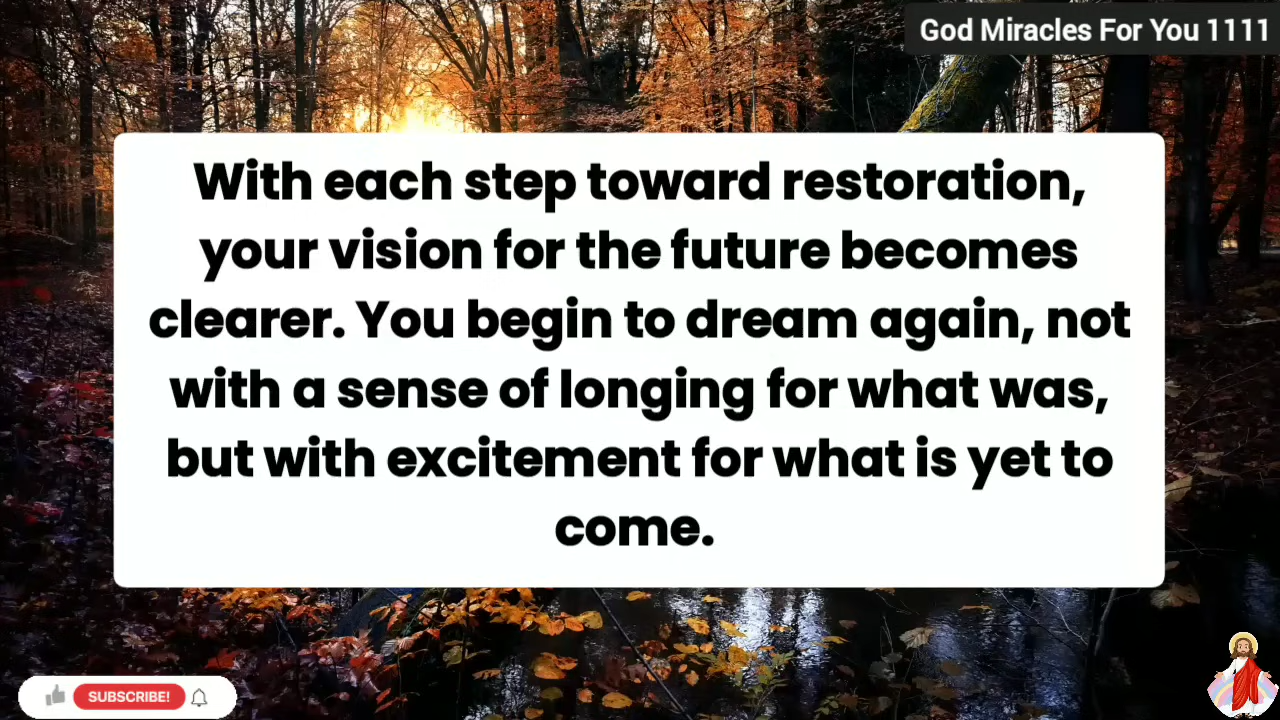 God Miracles For You 1111
With each step toward restoration,
your vision for the future becomes
clearer. You begin to dream again, not
with a sense of longing for what was,
but with excitement for what is yet to
come.
SUBSCRIBE!